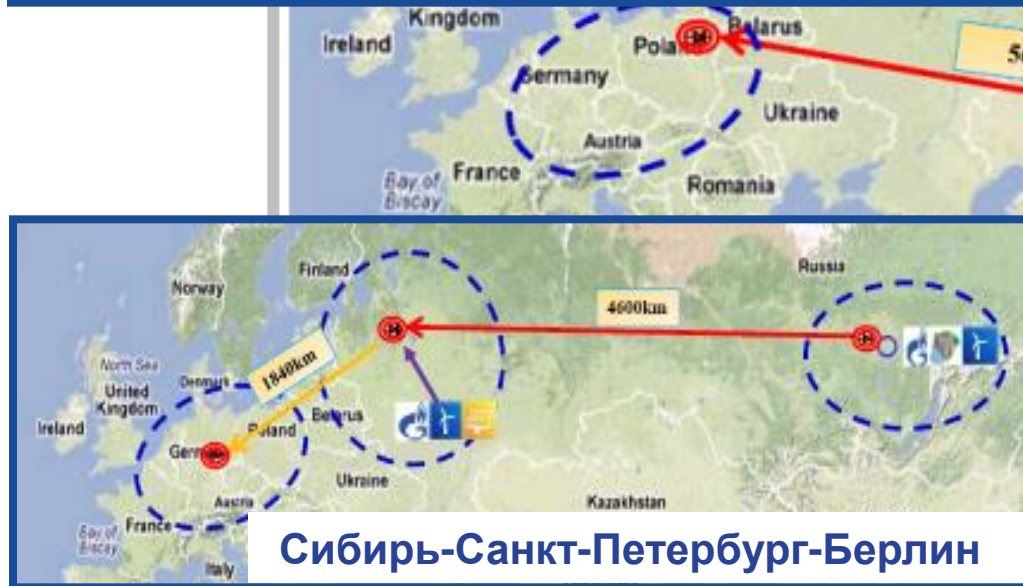 Kingdom
Ireland
Belarus
Germany
Ukraine
Austria
France
Bay of
Biscay
Romania
Finland
Russia
Norway
4600km
North Sea
1840km
Denmark
United
Kingdom
Ireland
Belarus
Poland
Ukraine
Austria
Kazakhstan
Bay of
Biscay
France
Italy
Сибирь-Санкт-Петербург-Берлин